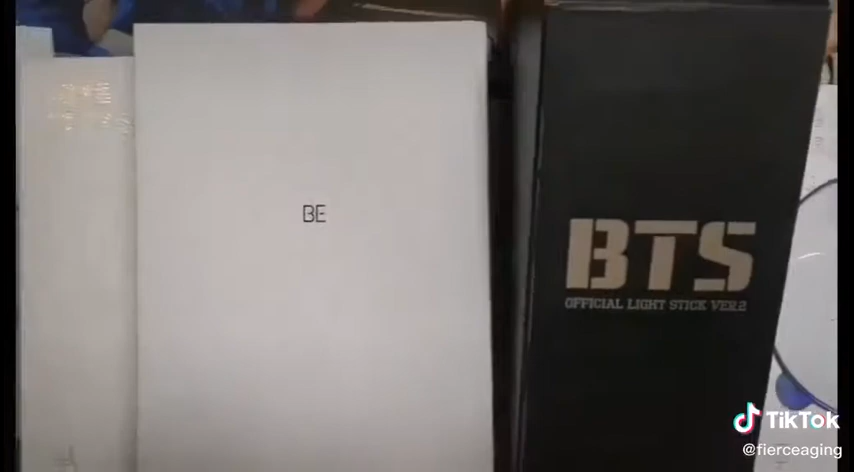 BE
BTS
OFFICIAL LIGHT STICK VER.2
TikTok
@fierceaging